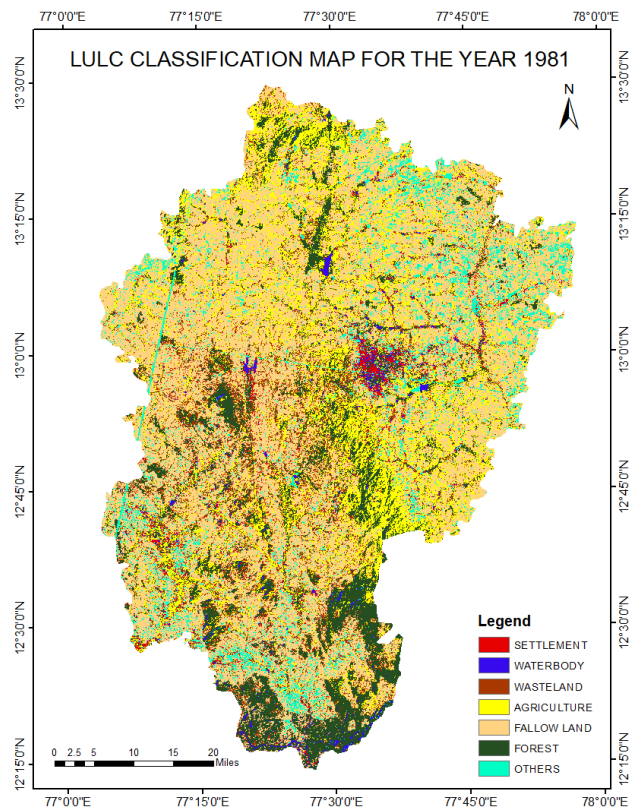 77°0'0"E 77°15'0"E 77°30'0"E 77°45'0"E 78°0'0"E
LULC CLASSIFICATION MAP FOR THE YEAR 1981
N
13°30'0"N 13°30'0"N
13°15'0"N 13°15'0"N
13°0'0"N 13°0'0"N
12°45'0"N 12°45'0"N
12°30'0"N 12°30'0"N
12°15'0"N 12°15'0"N
Legend
SETTLEMENT
WATERBODY
WASTELAND
AGRICULTURE
FALLOW LAND
FOREST
OTHERS
0 2.5 5 10 15 20
Miles
77°0'0"E 77°15'0"E 77°30'0"E 77°45'0"E 78°0'0"E